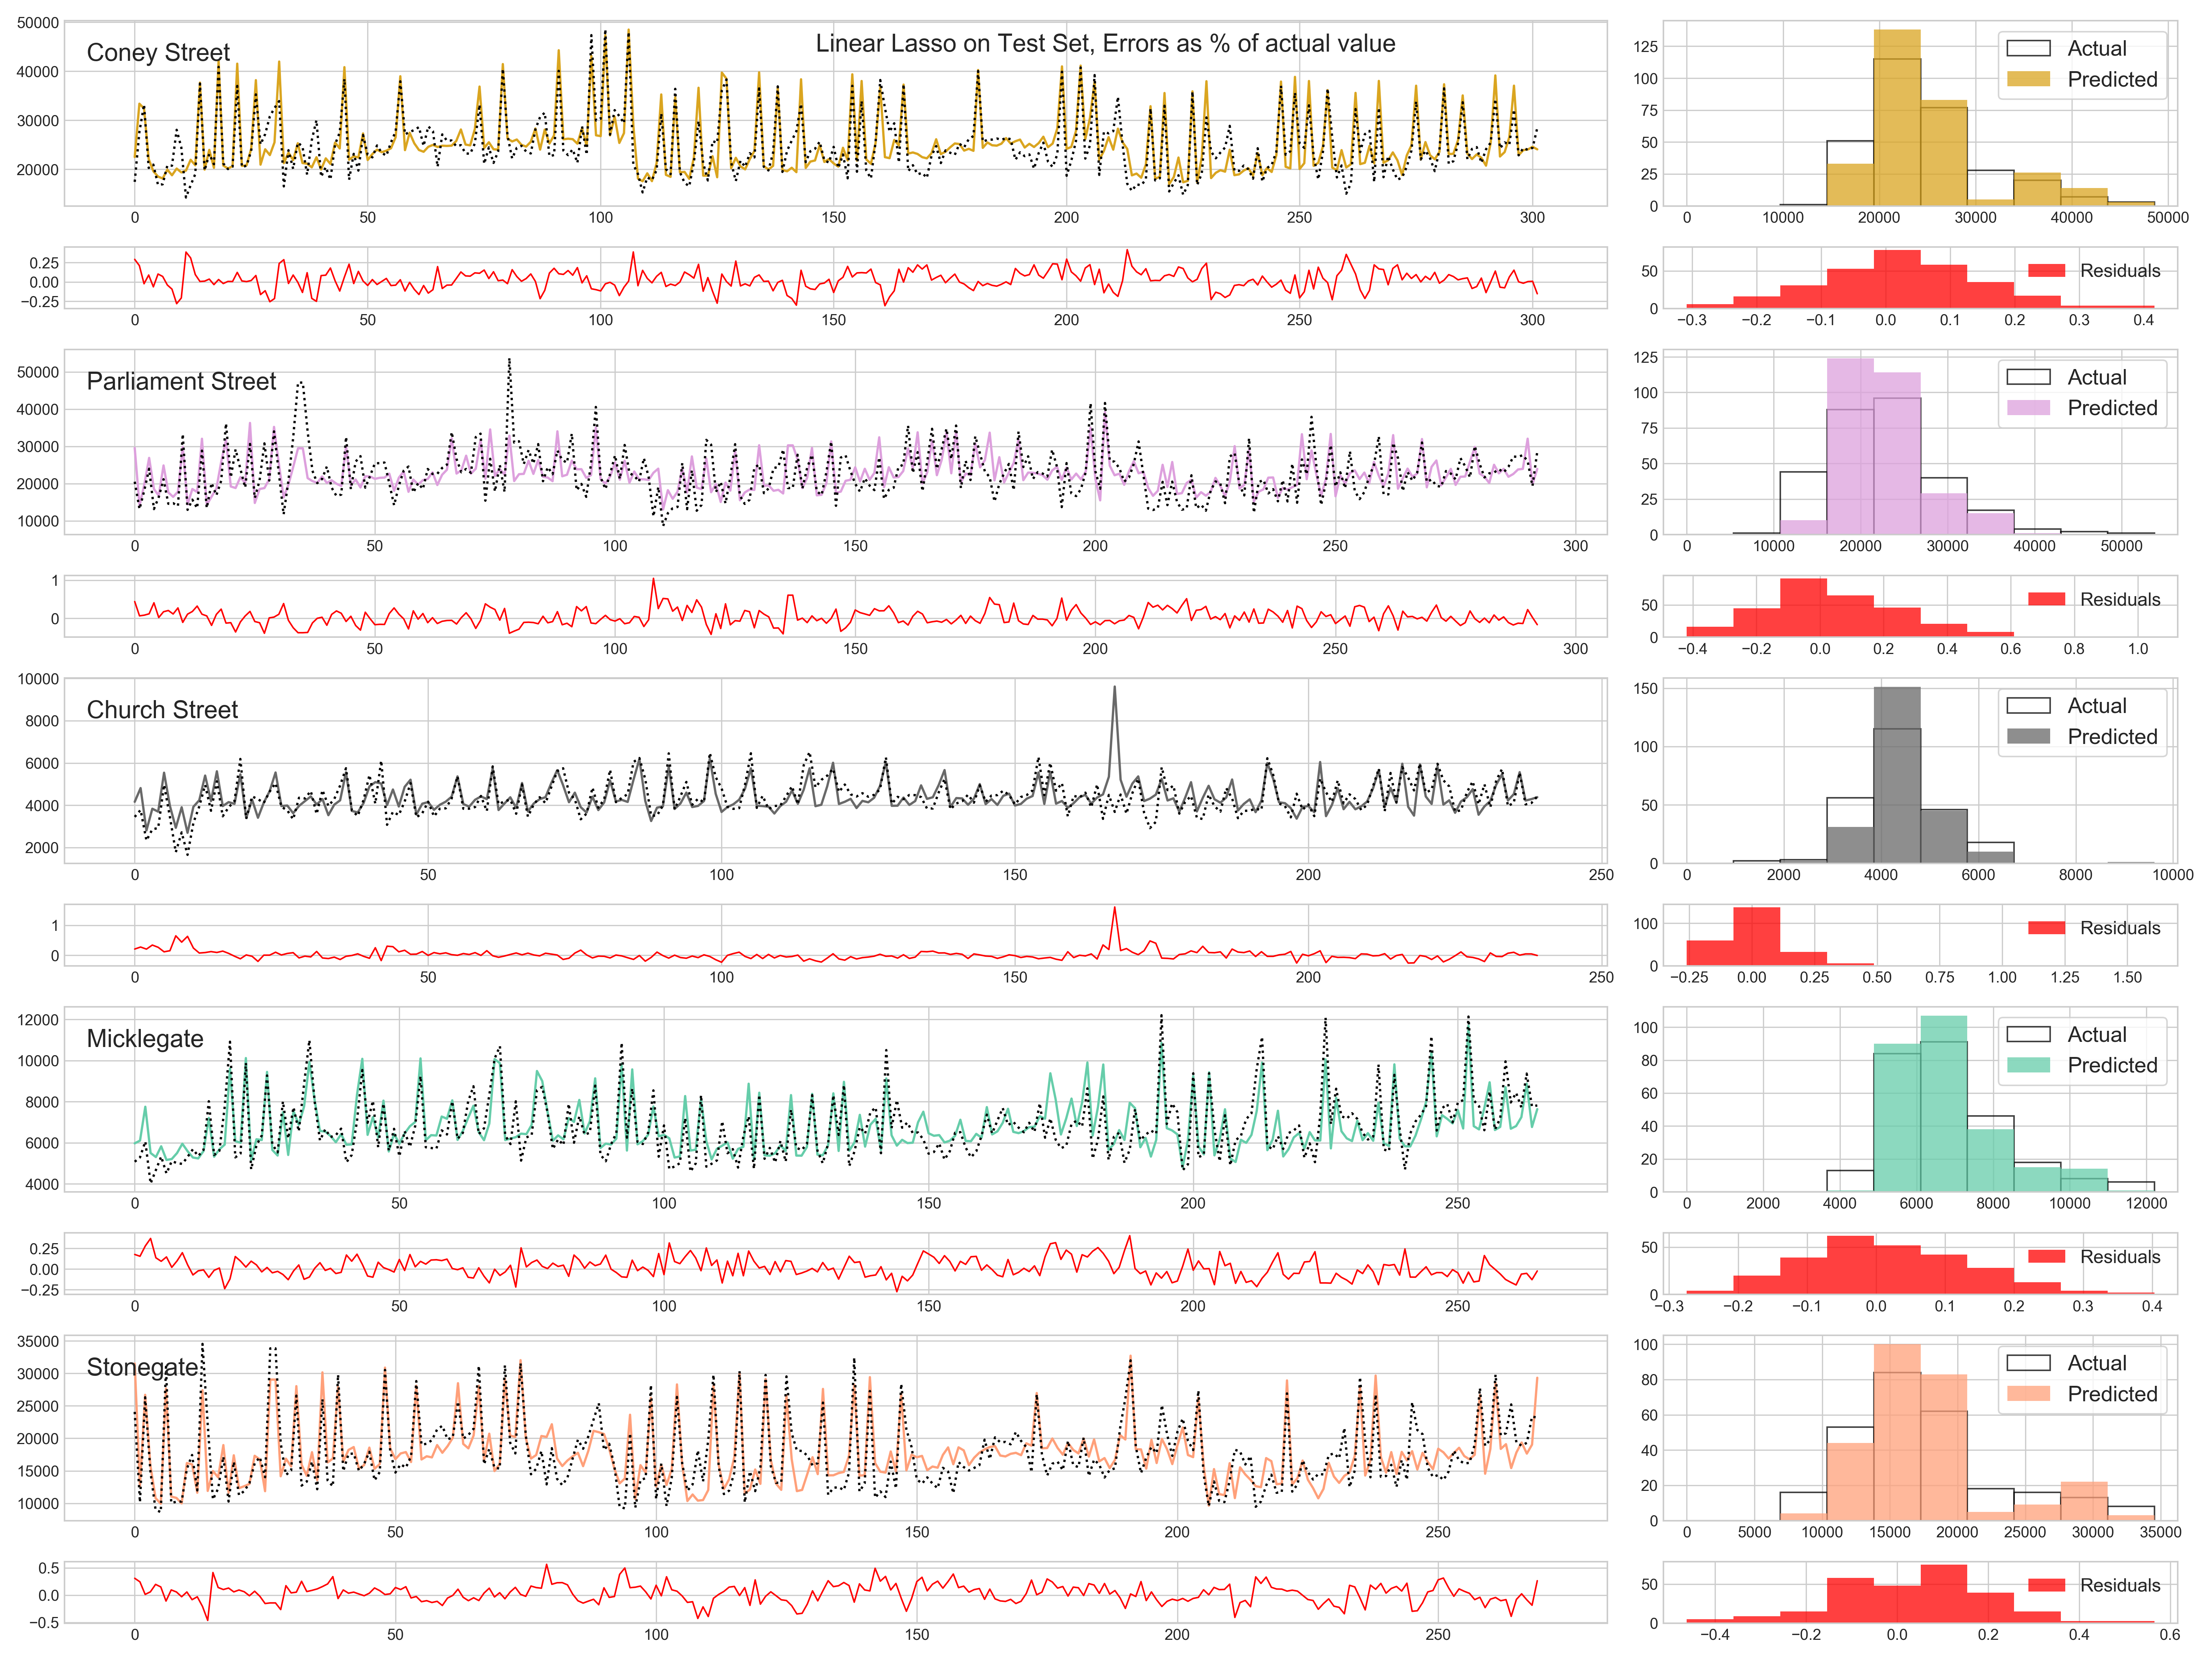 Linear Lasso on Test Set, Errors as % of actual value
Coney Street
50000
40000
30000
20000
0 50 100 150 200 250 300
125
100
75
50
25
0
0 10000 20000 30000 40000 50000
Actual
Predicted
0.25
0.00
−0.25
0 50 100 150 200 250 300
50
0
−0.3 −0.2 −0.1 0.0 0.1 0.2 0.3 0.4
Residuals
Parliament Street
50000
40000
30000
20000
10000
0 50 100 150 200 250 300
125
100
75
50
25
0
0 10000 20000 30000 40000 50000
Actual
Predicted
1
0
0 50 100 150 200 250 300
50
0
−0.4 −0.2 0.0 0.2 0.4 0.6 0.8 1.0
Residuals
Church Street
10000
8000
6000
4000
2000
0 50 100 150 200 250
150
100
50
0
0 2000 4000 6000 8000 10000
Actual
Predicted
1
0
0 50 100 150 200 250
100
0
−0.25 0.00 0.25 0.50 0.75 1.00 1.25 1.50
Residuals
Micklegate
12000
10000
8000
6000
4000
0 50 100 150 200 250
100
80
60
40
20
0
0 2000 4000 6000 8000 10000 12000
Actual
Predicted
0.25
0.00
−0.25
0 50 100 150 200 250
50
0
−0.3 −0.2 −0.1 0.0 0.1 0.2 0.3 0.4
Residuals
Stonegate
35000
30000
25000
20000
15000
10000
0 50 100 150 200 250
100
80
60
40
20
0
0 5000 10000 15000 20000 25000 30000 35000
Actual
Predicted
0.5
0.0
−0.5
0 50 100 150 200 250
50
0
−0.4 −0.2 0.0 0.2 0.4 0.6
Residuals